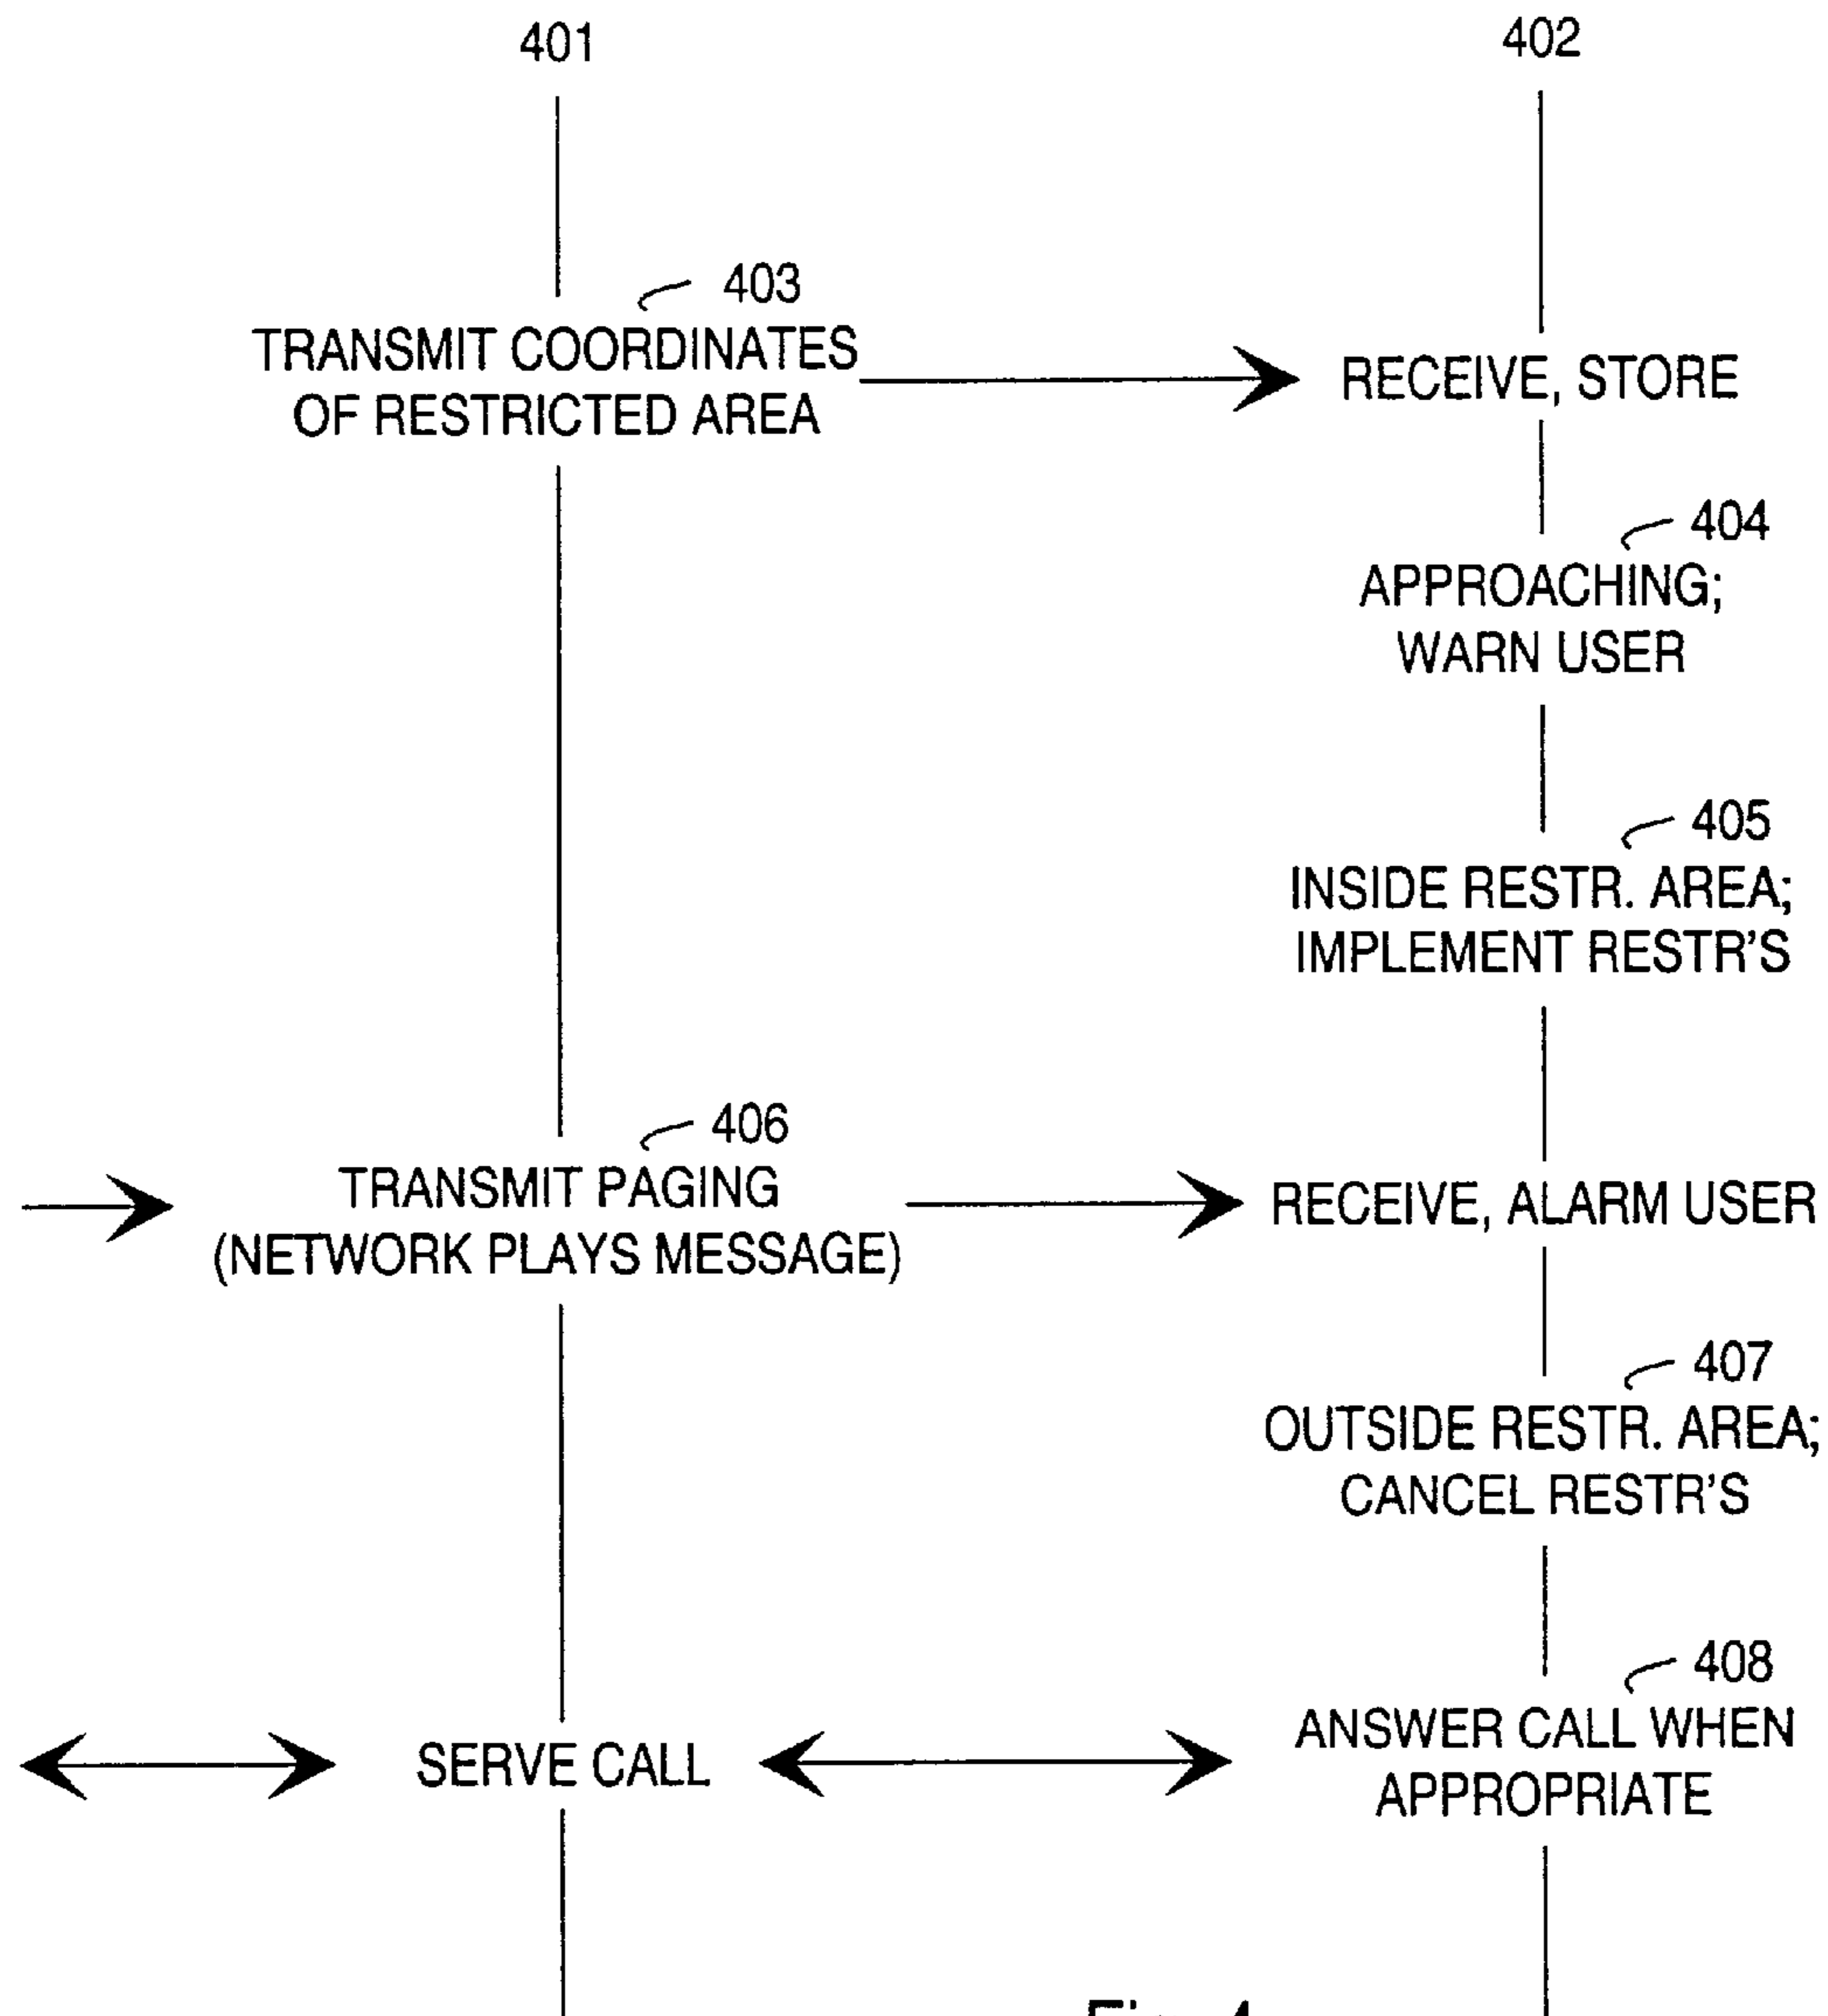 401
402
403
TRANSMIT COORDINATES
OF RESTRICTED AREA
RECEIVE, STORE
404
APPROACHING;
WARN USER
405
INSIDE RESTR. AREA;
IMPLEMENT RESTR'S
406
TRANSMIT PAGING
(NETWORK PLAYS MESSAGE)
RECEIVE, ALARM USER
407
OUTSIDE RESTR. AREA;
CANCEL RESTR'S
SERVE CALL
408
ANSWER CALL WHEN
APPROPRIATE